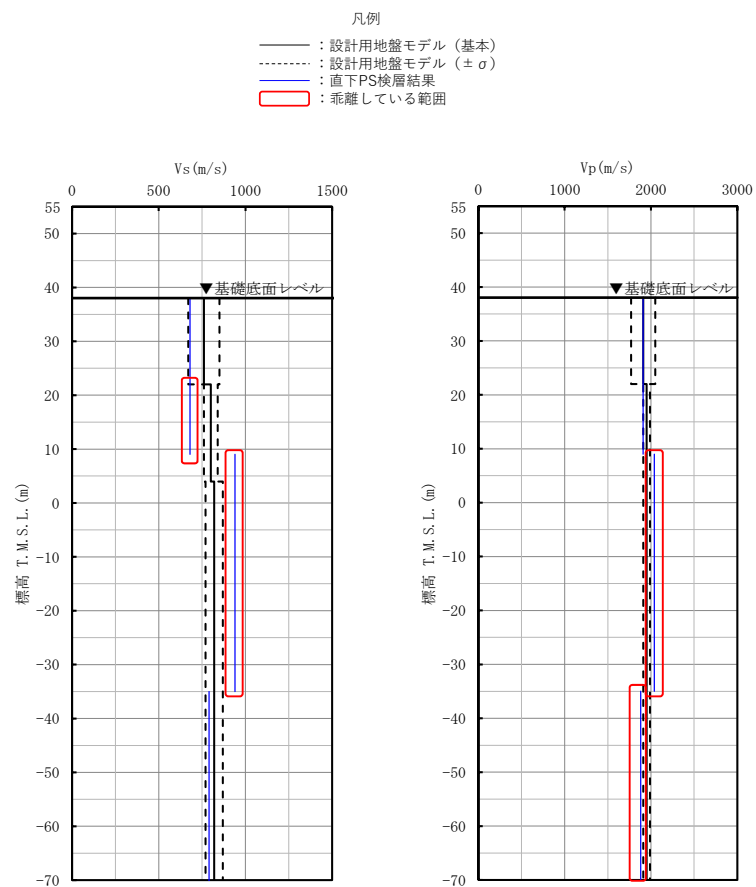 凡例
：設計用地盤モデル（基本）
：設計用地盤モデル（±σ）
：直下PS検層結果
：乖離している範囲
Vs(m/s)
0 500 1000 1500
55
50
40
30
20
10
0
-10
-20
-30
-40
-50
-60
-70
標高 T.M.S.L.(m)
▼基礎底面レベル
Vp(m/s)
0 1000 2000 3000
55
50
40
30
20
10
0
-10
-20
-30
-40
-50
-60
-70
標高 T.M.S.L.(m)
▼基礎底面レベル